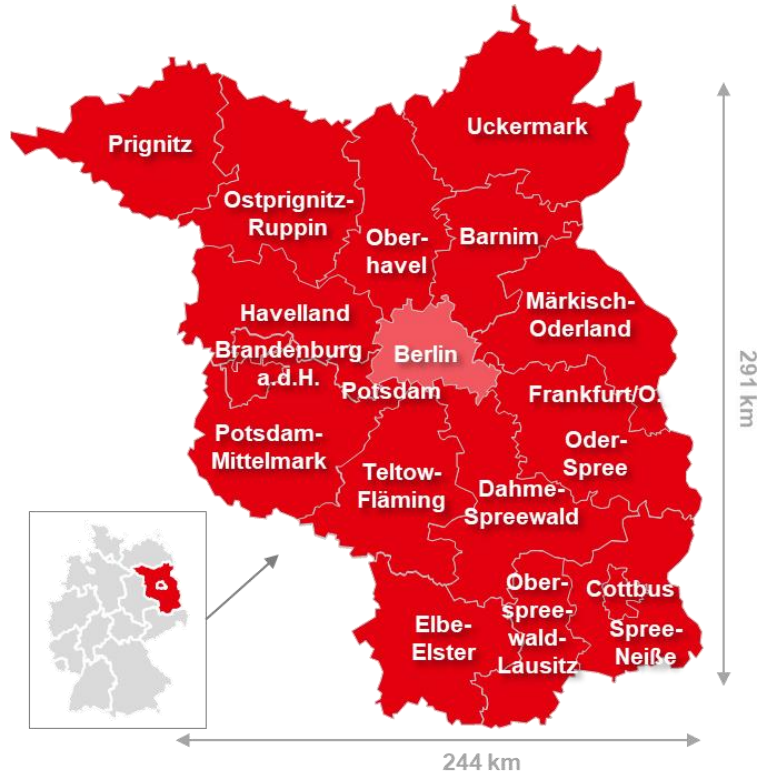 Uckermark
Prignitz
Ostprignitz-
Ruppin
Ober-
havel
Barnim
Havelland
Märkisch-
Oderland
Brandenburg
a.d.H.
Berlin
Potsdam
Frankfurt/O.
Potsdam-
Mittelmark
Oder-
Spree
Teltow-
Fläming
Dahme-
Spreewald
Ober-
spree-
wald-
Lausitz
Cottbus
Elbe-
Elster
Spree-
Neiße
291 km
244 km